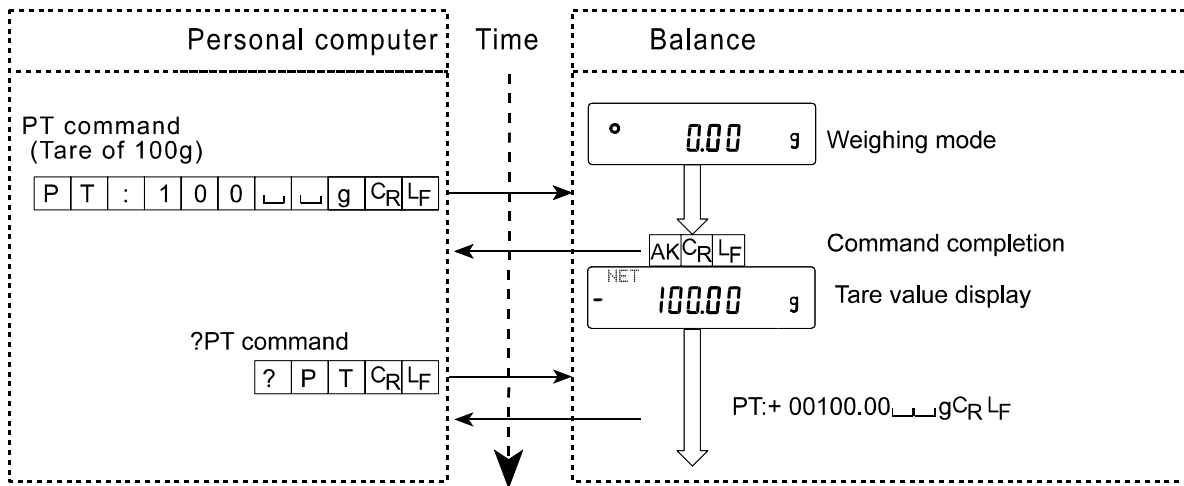 Personal computer Time Balance
PT command
(Tare of 100g)
0.00 g Weighing mode
P T : 1 0 0 ␣ ␣ g CR LF
AK CR LF Command completion
NET
- 100.00 g Tare value display
?PT command
? P T CR LF
PT:+ 00100.00␣␣gCR LF